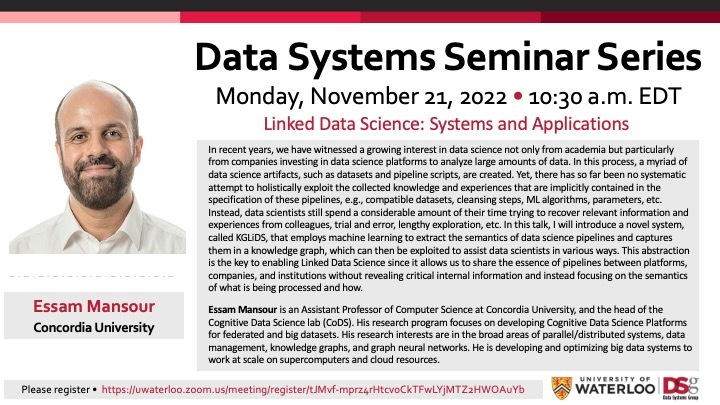 Data Systems Seminar Series
Monday, November 21, 2022 • 10:30 a.m. EDT
Linked Data Science: Systems and Applications
In recent years, we have witnessed a growing interest in data science not only from academia but particularly
from companies investing in data science platforms to analyze large amounts of data. In this process, a myriad of
data science artifacts, such as datasets and pipeline scripts, are created. Yet, there has so far been no systematic
attempt to holistically exploit the collected knowledge and experiences that are implicitly contained in the
specification of these pipelines, e.g., compatible datasets, cleansing steps, ML algorithms, parameters, etc.
Instead, data scientists still spend a considerable amount of their time trying to recover relevant information and
experiences from colleagues, trial and error, lengthy exploration, etc. In this talk, I will introduce a novel system,
called KGLiDS, that employs machine learning to extract the semantics of data science pipelines and captures
them in a knowledge graph, which can then be exploited to assist data scientists in various ways. This abstraction
is the key to enabling Linked Data Science since it allows us to share the essence of pipelines between platforms,
companies, and institutions without revealing critical internal information and instead focusing on the semantics
of what is being processed and how.
Essam Mansour is an Assistant Professor of Computer Science at Concordia University, and the head of the
Cognitive Data Science lab (CoDS). His research program focuses on developing Cognitive Data Science Platforms
for federated and big datasets. His research interests are in the broad areas of parallel/distributed systems, data
management, knowledge graphs, and graph neural networks. He is developing and optimizing big data systems to
work at scale on supercomputers and cloud resources.
Essam Mansour
Concordia University
Please register • https://uwaterloo.zoom.us/meeting/register/tJMvf-mprz4rHtcvoCkTFwLYjMTZ2HWOAuYb
UNIVERSITY OF
WATERLOO
DSg
Data Systems Group